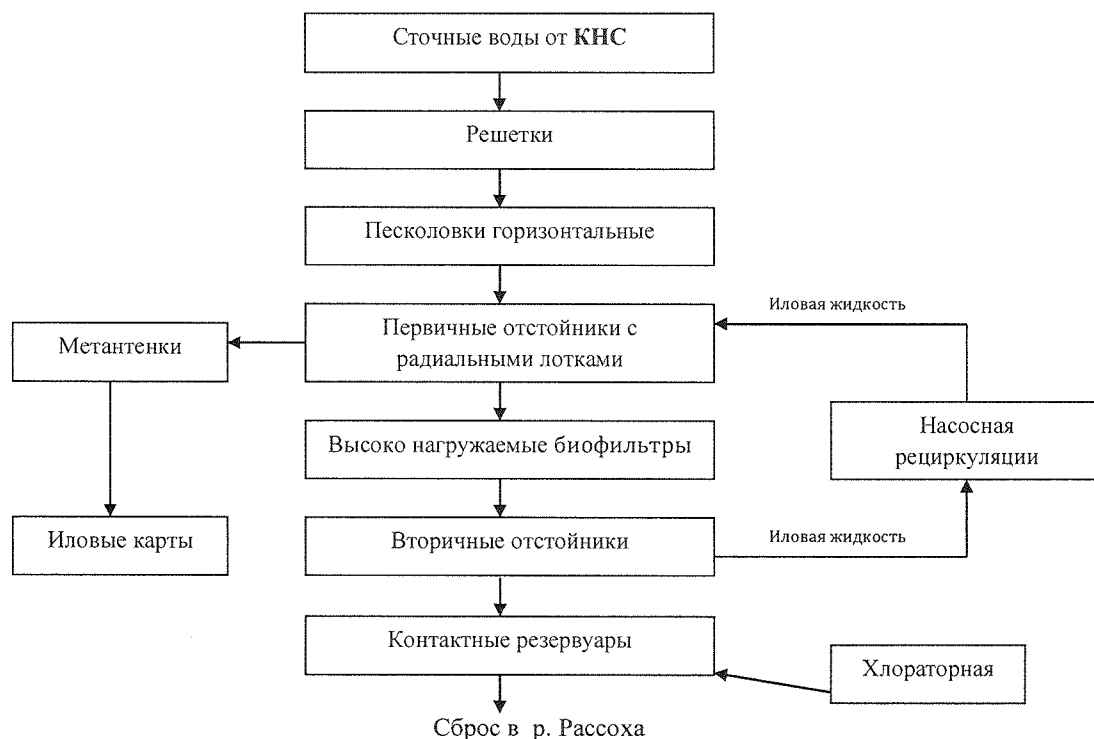 Сточные воды от КНС
Решетки
Песколовки горизонтальные
Иловая жидкость
Первичные отстойники с
радиальными лотками
Метантенки
Высоко нагружаемые биофильтры
Насосная
рециркуляции
Иловые карты
Вторичные отстойники
Иловая жидкость
Контактные резервуары
Хлораторная
Сброс в р. Рассоха